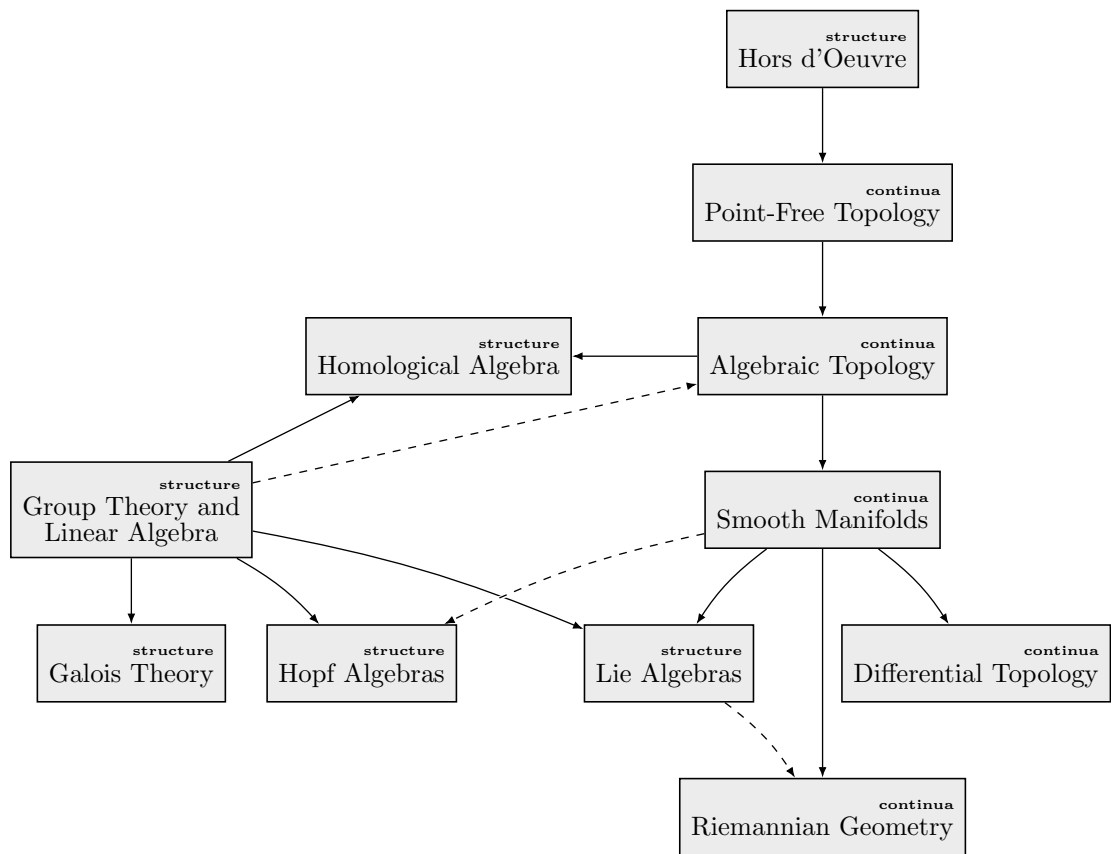 structure
Hors d'Oeuvre
continua
Point-Free Topology
structure
Homological Algebra
continua
Algebraic Topology
structure
Group Theory and
Linear Algebra
continua
Smooth Manifolds
structure
Galois Theory
structure
Hopf Algebras
structure
Lie Algebras
continua
Differential Topology
continua
Riemannian Geometry